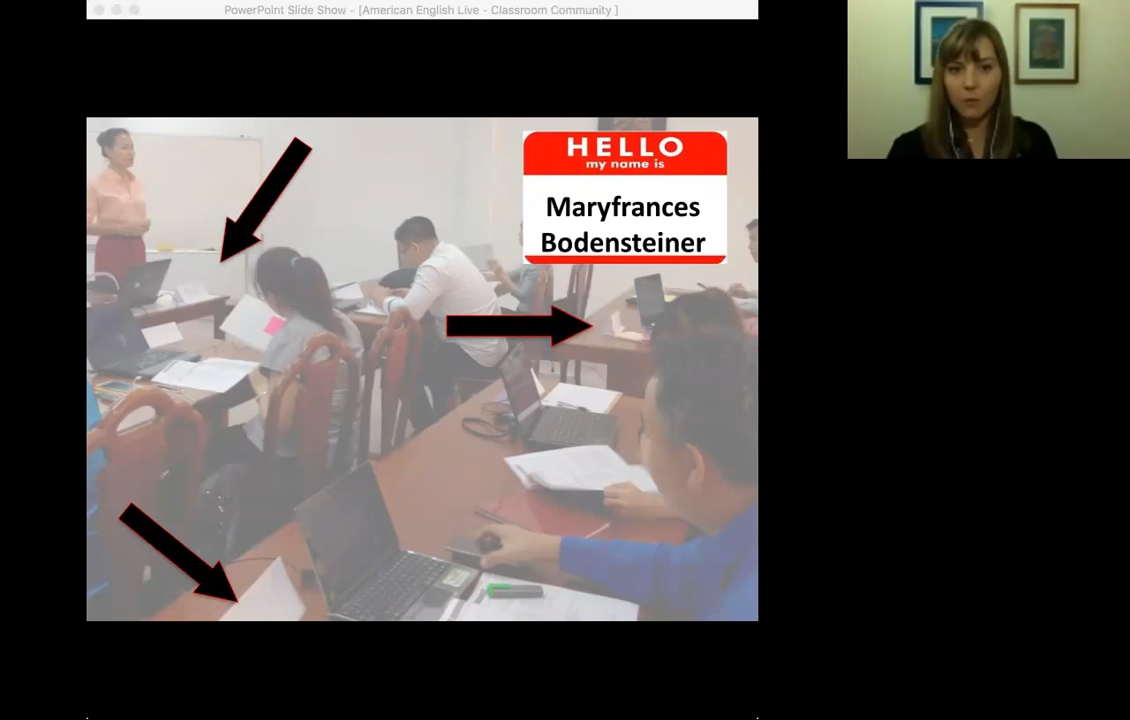 PowerPoint Slide Show - [American English Live - Classroom Community ]
HELLO
my name is
Maryfrances
Bodensteiner